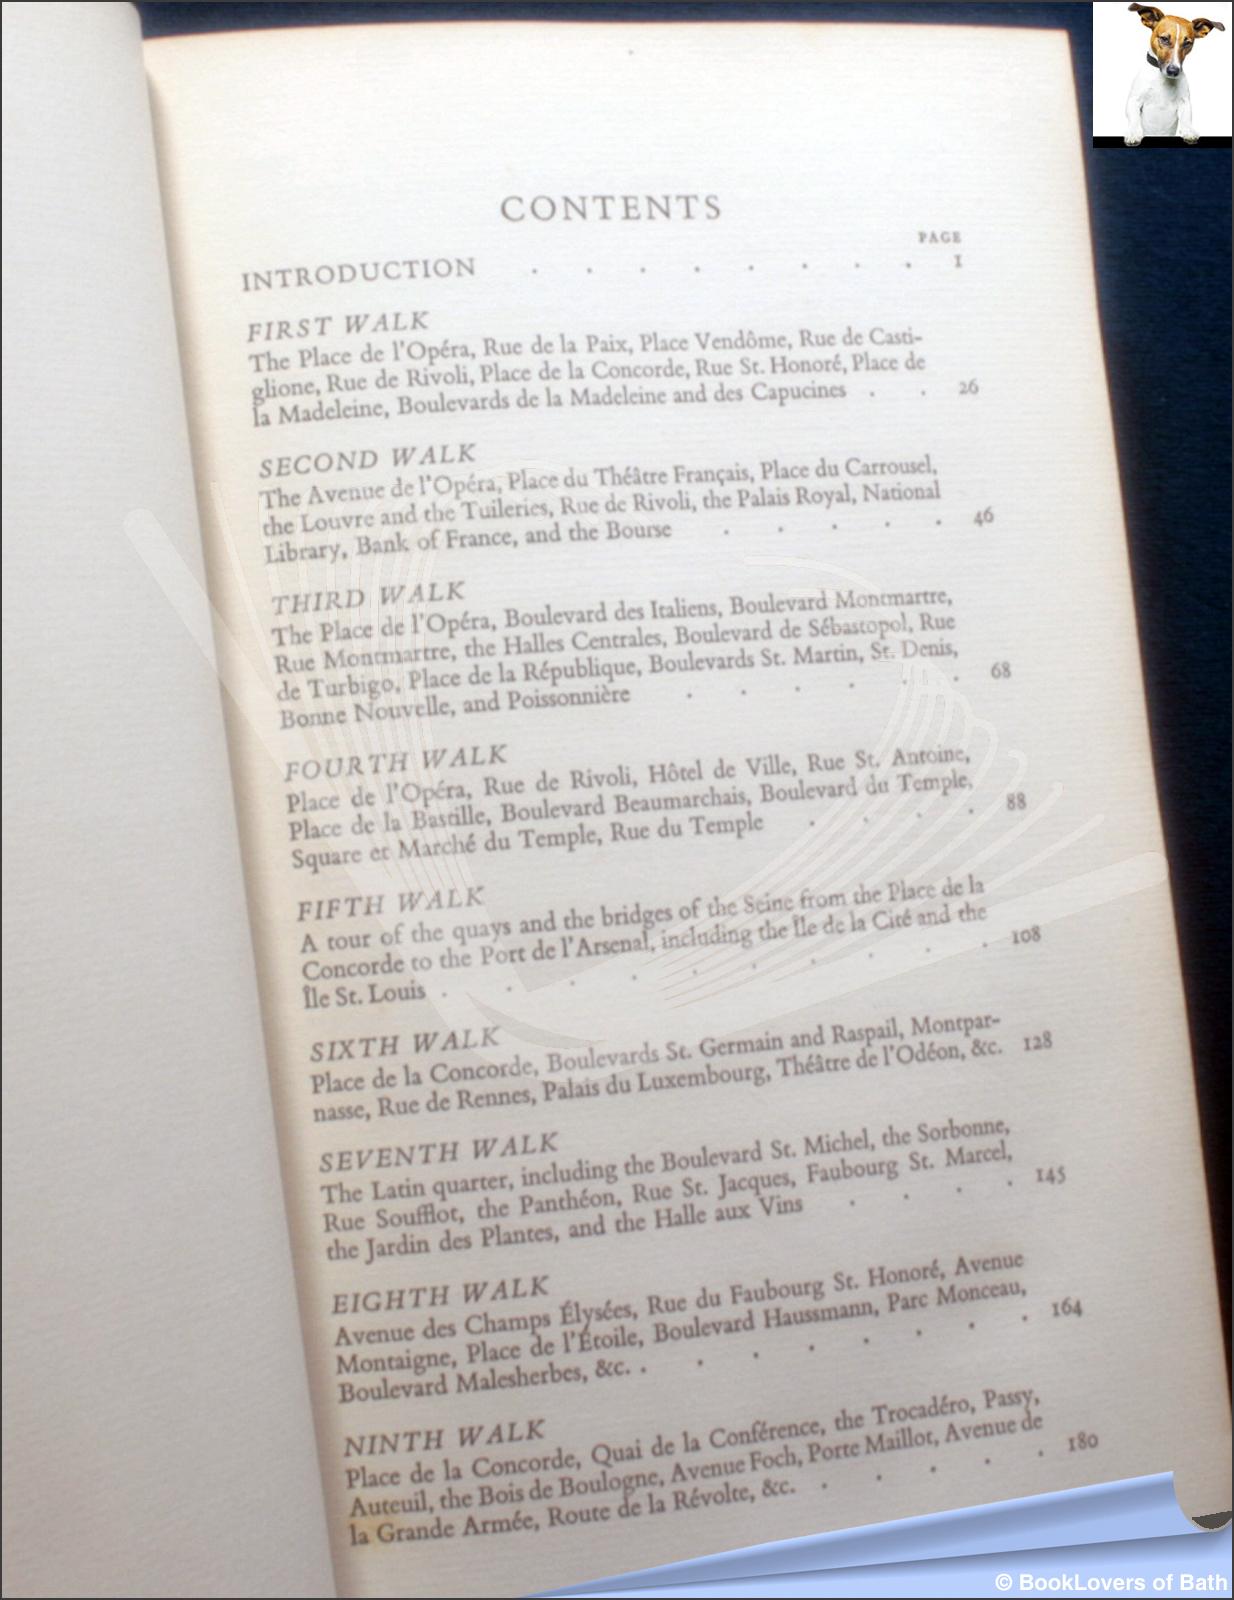 CONTENTS
PAGE
INTRODUCTION . . . . . . . . 1
FIRST WALK
The Place de l'Opéra, Rue de la Paix, Place Vendôme, Rue de Casti-
glione, Rue de Rivoli, Place de la Concorde, Rue St. Honoré, Place de
la Madeleine, Boulevards de la Madeleine and des Capucines . . 26
SECOND WALK
The Avenue de l'Opéra, Place du Théâtre Français, Place du Carrousel,
the Louvre and the Tuileries, Rue de Rivoli, the Palais Royal, National
Library, Bank of France, and the Bourse . . . . . 46
THIRD WALK
The Place de l'Opéra, Boulevard des Italiens, Boulevard Montmartre,
Rue Montmartre, the Halles Centrales, Boulevard de Sébastopol, Rue
de Turbigo, Place de la République, Boulevards St. Martin, St. Denis,
Bonne Nouvelle, and Poissonnière . . . . . . 68
FOURTH WALK
Place de l'Opéra, Rue de Rivoli, Hôtel de Ville, Rue St. Antoine,
Place de la Bastille, Boulevard Beaumarchais, Boulevard du Temple,
Square et Marché du Temple, Rue du Temple . . . . 88
FIFTH WALK
A tour of the quays and the bridges of the Seine from the Place de la
Concorde to the Port de l'Arsenal, including the Île de la Cité and the
Île St. Louis . . . . . . . . . . 108
SIXTH WALK
Place de la Concorde, Boulevards St. Germain and Raspail, Montpar-
nasse, Rue de Rennes, Palais du Luxembourg, Théâtre de l'Odéon, &c. 128
SEVENTH WALK
The Latin quarter, including the Boulevard St. Michel, the Sorbonne,
Rue Soufflot, the Panthéon, Rue St. Jacques, Faubourg St. Marcel,
the Jardin des Plantes, and the Halle aux Vins . . . . 145
EIGHTH WALK
Avenue des Champs Élysées, Rue du Faubourg St. Honoré, Avenue
Montaigne, Place de l'Étoile, Boulevard Haussmann, Parc Monceau,
Boulevard Malesherbes, &c. . . . . . . . . 164
NINTH WALK
Place de la Concorde, Quai de la Conférence, the Trocadéro, Passy,
Auteuil, the Bois de Boulogne, Avenue Foch, Porte Maillot, Avenue de
la Grande Armée, Route de la Révolte, &c. . . . . . 180
© BookLovers of Bath